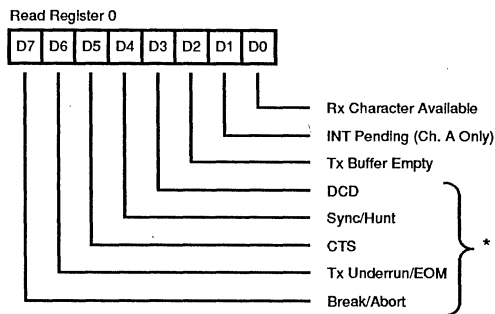 Read Register 0
D7 D6 D5 D4 D3 D2 D1 D0
Rx Character Available
INT Pending (Ch. A Only)
Tx Buffer Empty
DCD
Sync/Hunt
*
CTS
Tx Underrun/EOM
Break/Abort